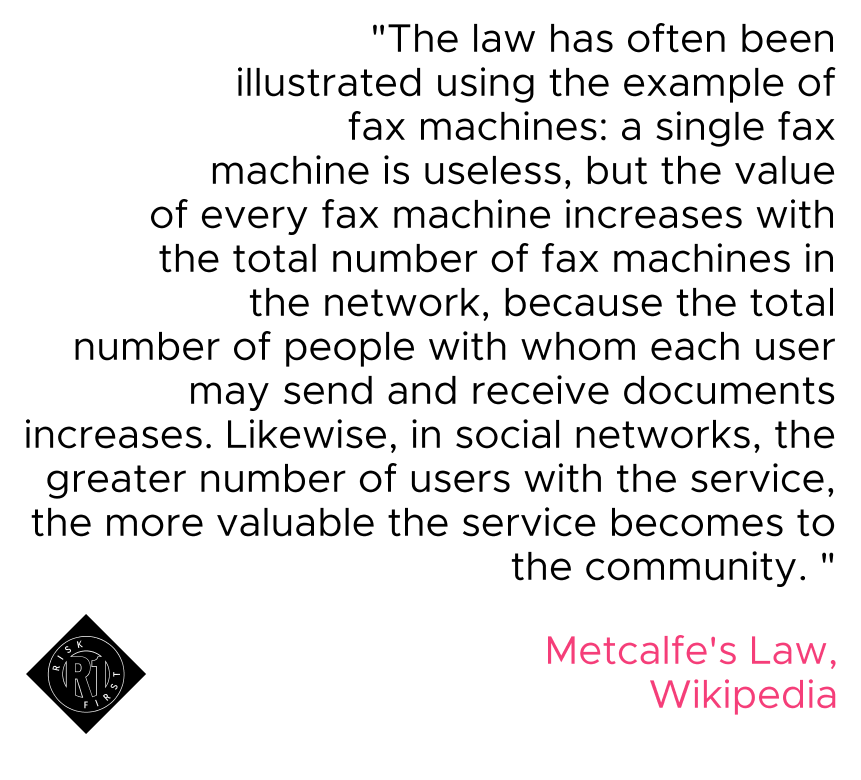 "The law has often been
illustrated using the example of
fax machines: a single fax
machine is useless, but the value
of every fax machine increases with
the total number of fax machines in
the network, because the total
number of people with whom each user
may send and receive documents
increases. Likewise, in social networks, the
greater number of users with the service,
the more valuable the service becomes to
the community. "
Metcalfe's Law,
Wikipedia
RISK
R1
FIRST